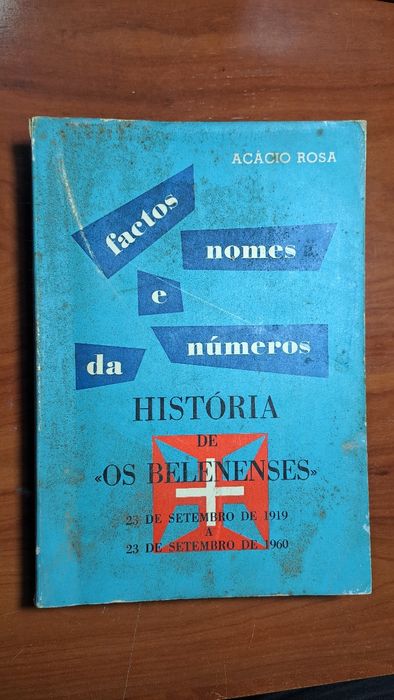 ACÁCIO ROSA
factos
nomes
e
números
da
HISTÓRIA
DE
«OS BELENENSES»
23 DE SETEMBRO DE 1919
A
23 DE SETEMBRO DE 1960